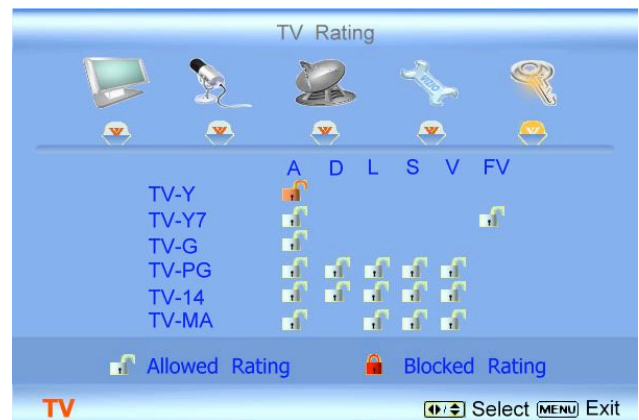 TV Rating
VIZIO
A D L S V FV
TV-Y
TV-Y7
TV-G
TV-PG
TV-14
TV-MA
Allowed Rating Blocked Rating
TV Select MENU Exit